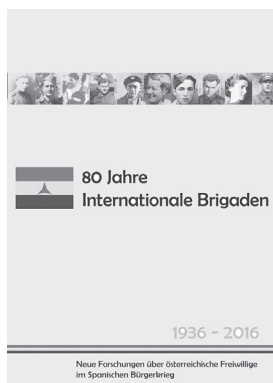 80 Jahre
Internationale Brigaden
1936 - 2016
Neue Forschungen über österreichische Freiwillige
im Spanischen Bürgerkrieg